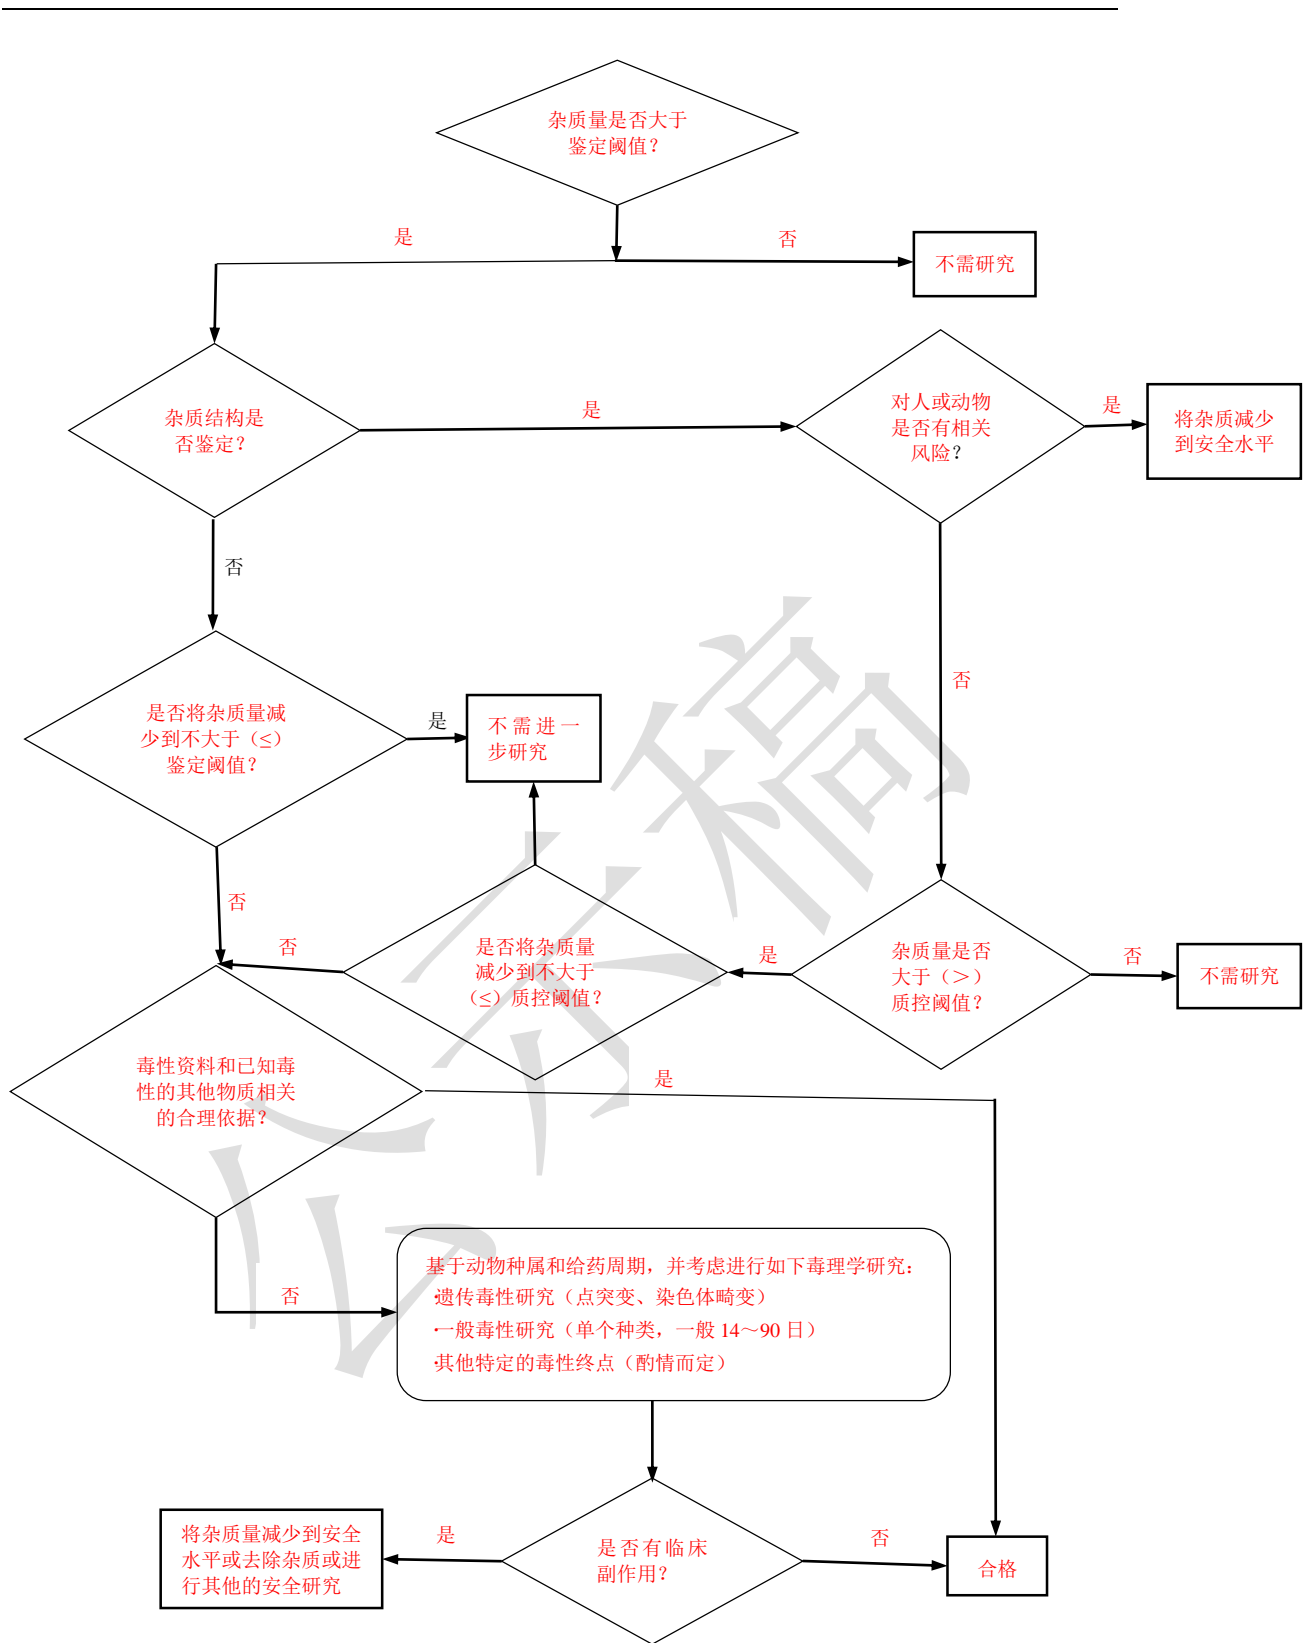 杂质量是否大于
鉴定阈值？
是
否
不需研究
杂质结构是
否鉴定？
是
对人或动物
是否有相关
风险？
是
将杂质减少
到安全水平
否
否
是否将杂质量减
少到不大于（≤）
鉴定阈值？
是
不需进一
步研究
否
否
是否将杂质量
减少到不大于
（≤）质控阈值？
是
杂质量是否
大于（＞）
质控阈值？
否
不需研究
毒性资料和已知毒
性的其他物质相关
的合理依据？
是
否
基于动物种属和给药周期，并考虑进行如下毒理学研究：
·遗传毒性研究（点突变、染色体畸变）
·一般毒性研究（单个种类，一般 14～90 日）
·其他特定的毒性终点（酌情而定）
将杂质量减少到安全
水平或去除杂质或进
行其他的安全研究
是
是否有临床
副作用？
否
合格
公示稿